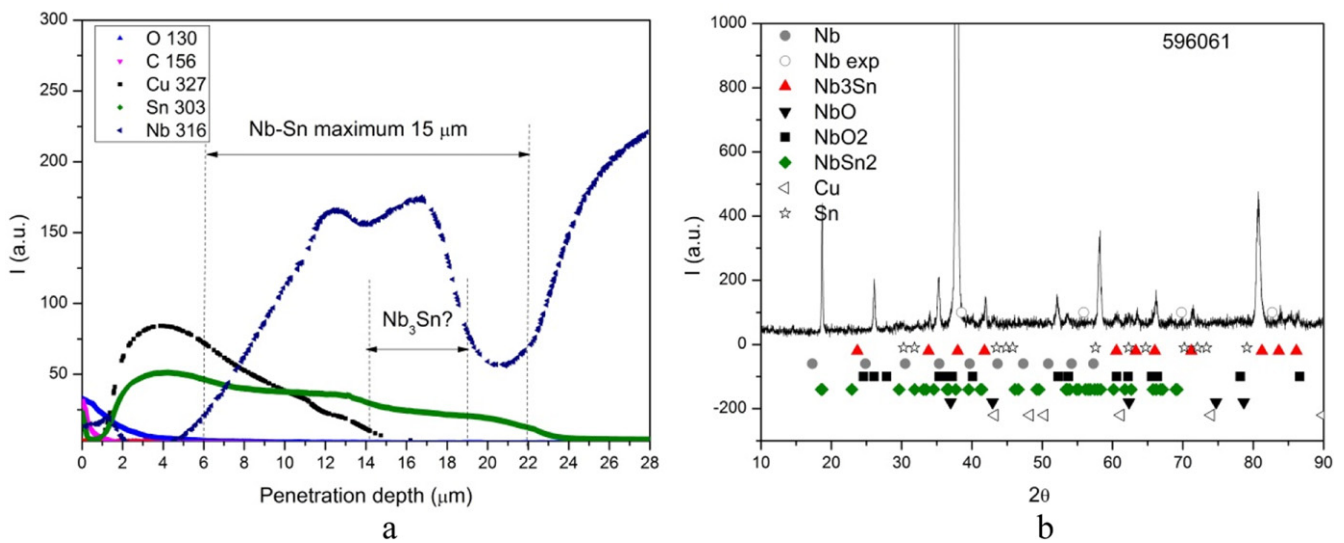 300
250
200
150
100
50
0 2 4 6 8 10 12 14 16 18 20 22 24 26 28
I (a.u.)
Penetration depth (μm)
O 130
C 156
Cu 327
Sn 303
Nb 316
Nb-Sn maximum 15 μm
Nb3Sn?
a
1000
800
600
400
200
0
-200
10 20 30 40 50 60 70 80 90
I (a.u.)
2θ
596061
Nb
Nb exp
Nb3Sn
NbO
NbO2
NbSn2
Cu
Sn
b